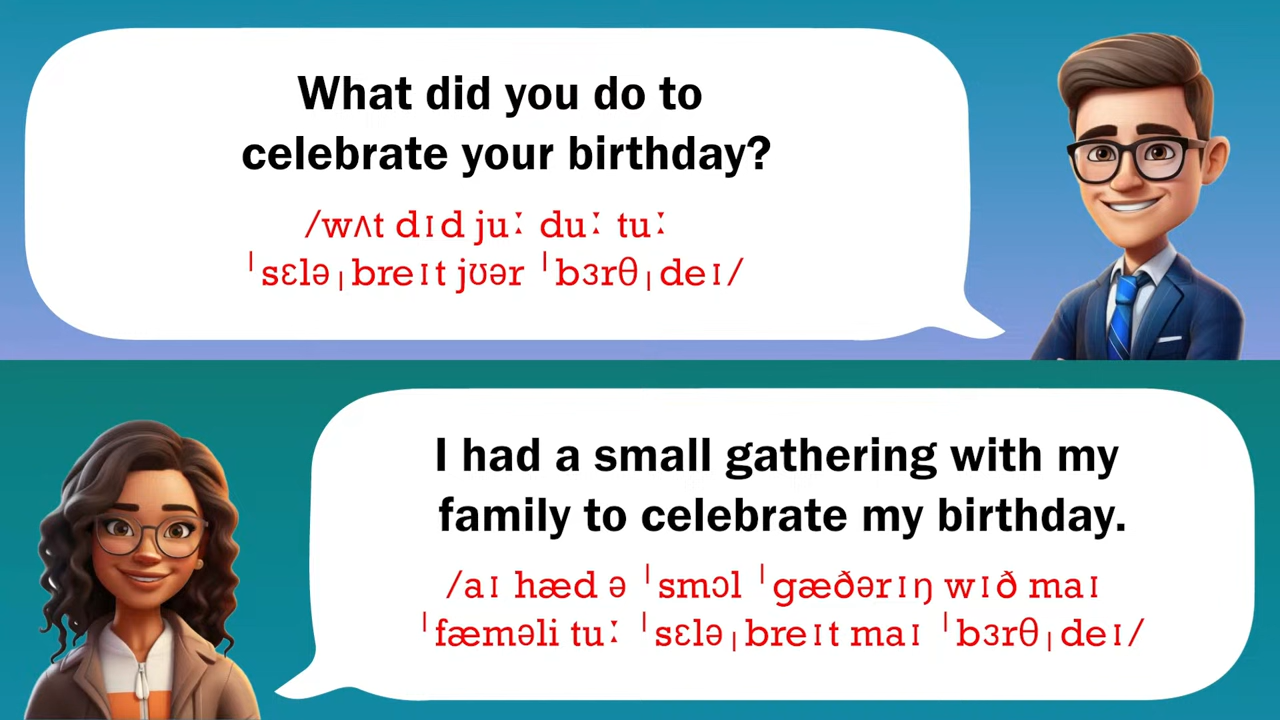 What did you do to
celebrate your birthday?
/wʌt dɪd juː duː tuː
ˈsɛləˌbreɪt jʊər ˈbɜrθˌdeɪ/
I had a small gathering with my
family to celebrate my birthday.
/aɪ hæd ə ˈsmɔl ˈɡæðərɪŋ wɪð maɪ
ˈfæməli tuː ˈsɛləˌbreɪt maɪ ˈbɜrθˌdeɪ/